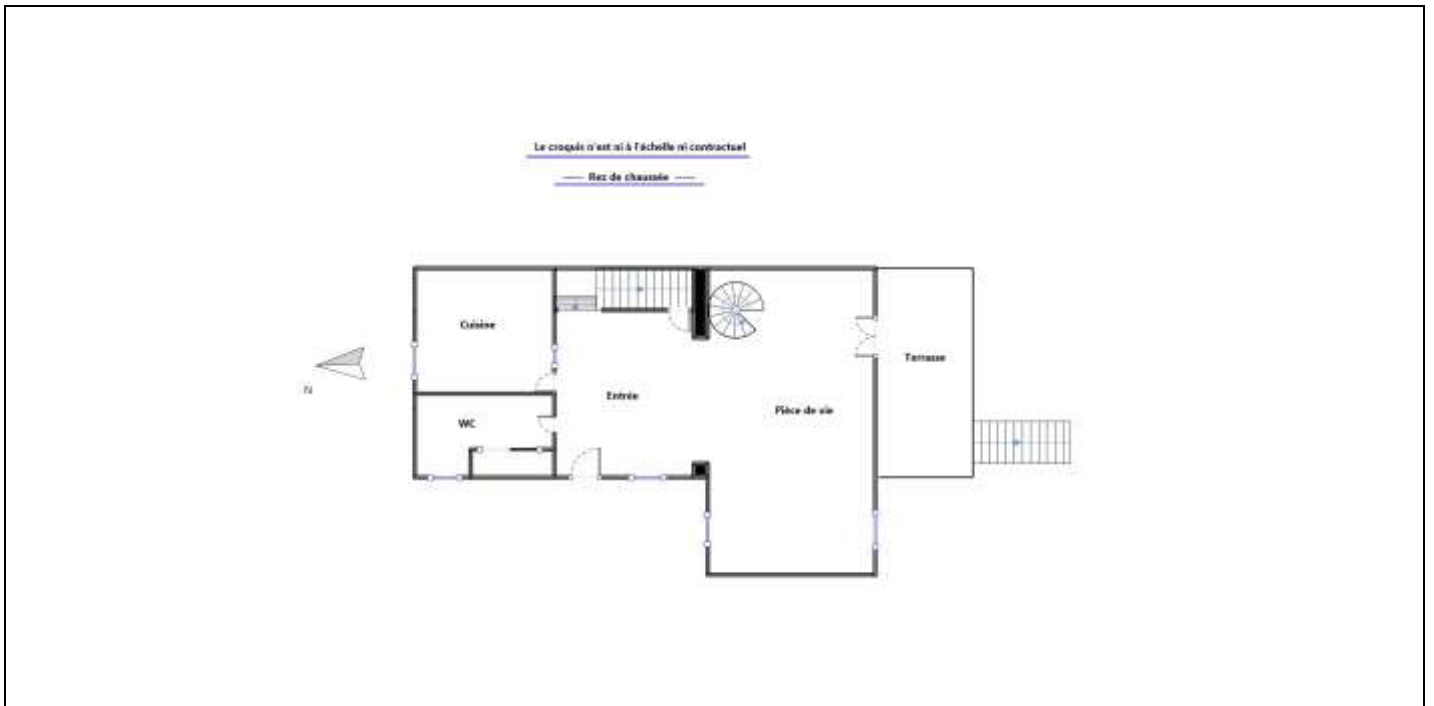 Le croquis n'est ni à l'échelle ni contractuel
Rez de chaussée
Cuisine
Terrasse
N
Entrée
Pièce de vie
WC